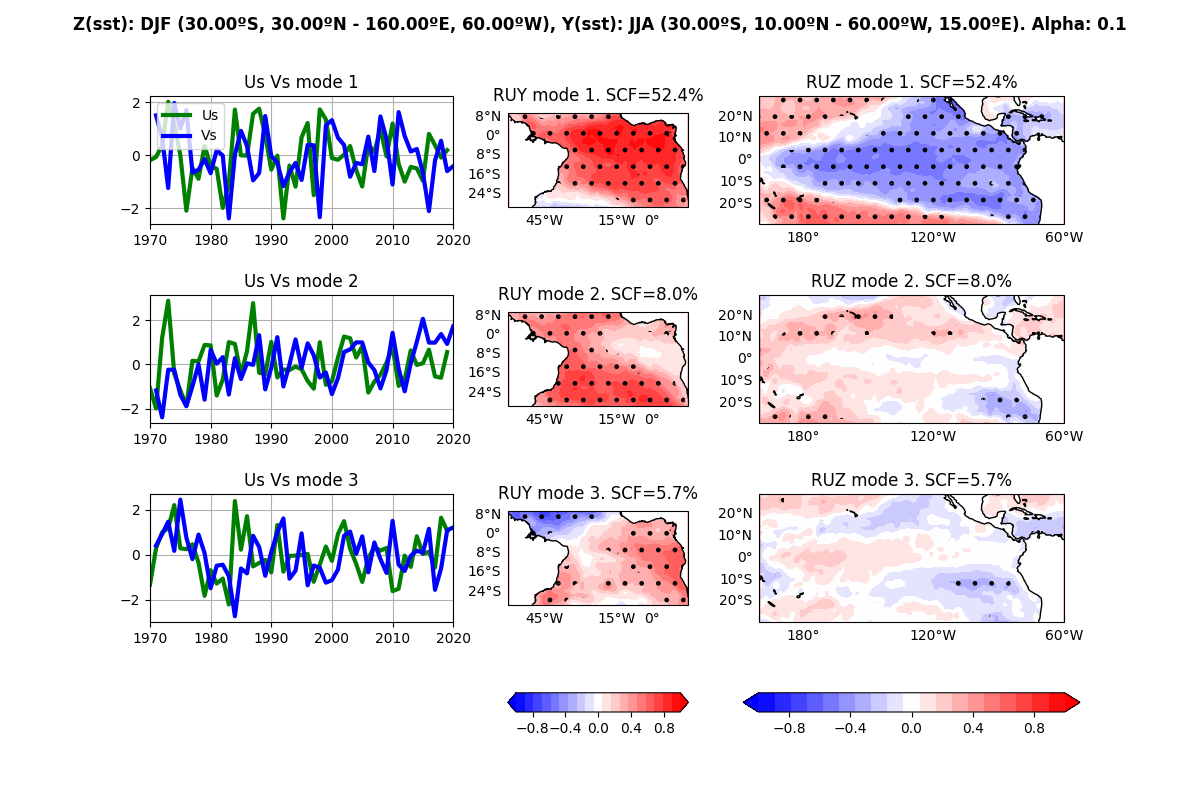 Z(sst): DJF (30.00ºS, 30.00ºN - 160.00ºE, 60.00ºW), Y(sst): JJA (30.00ºS, 10.00ºN - 60.00ºW, 15.00ºE). Alpha: 0.1
Us Vs mode 1
RUY mode 1. SCF=52.4%
RUZ mode 1. SCF=52.4%
2
0
−2
Us
Vs
1970 1980 1990 2000 2010 2020
8°N
0°
8°S
16°S
24°S
45°W 15°W 0°
20°N
10°N
0°
10°S
20°S
180° 120°W 60°W
Us Vs mode 2
RUY mode 2. SCF=8.0%
RUZ mode 2. SCF=8.0%
2
0
−2
1970 1980 1990 2000 2010 2020
8°N
0°
8°S
16°S
24°S
45°W 15°W 0°
20°N
10°N
0°
10°S
20°S
180° 120°W 60°W
Us Vs mode 3
RUY mode 3. SCF=5.7%
RUZ mode 3. SCF=5.7%
2
0
−2
1970 1980 1990 2000 2010 2020
8°N
0°
8°S
16°S
24°S
45°W 15°W 0°
20°N
10°N
0°
10°S
20°S
180° 120°W 60°W
−0.8 −0.4 0.0 0.4 0.8
−0.8 −0.4 0.0 0.4 0.8